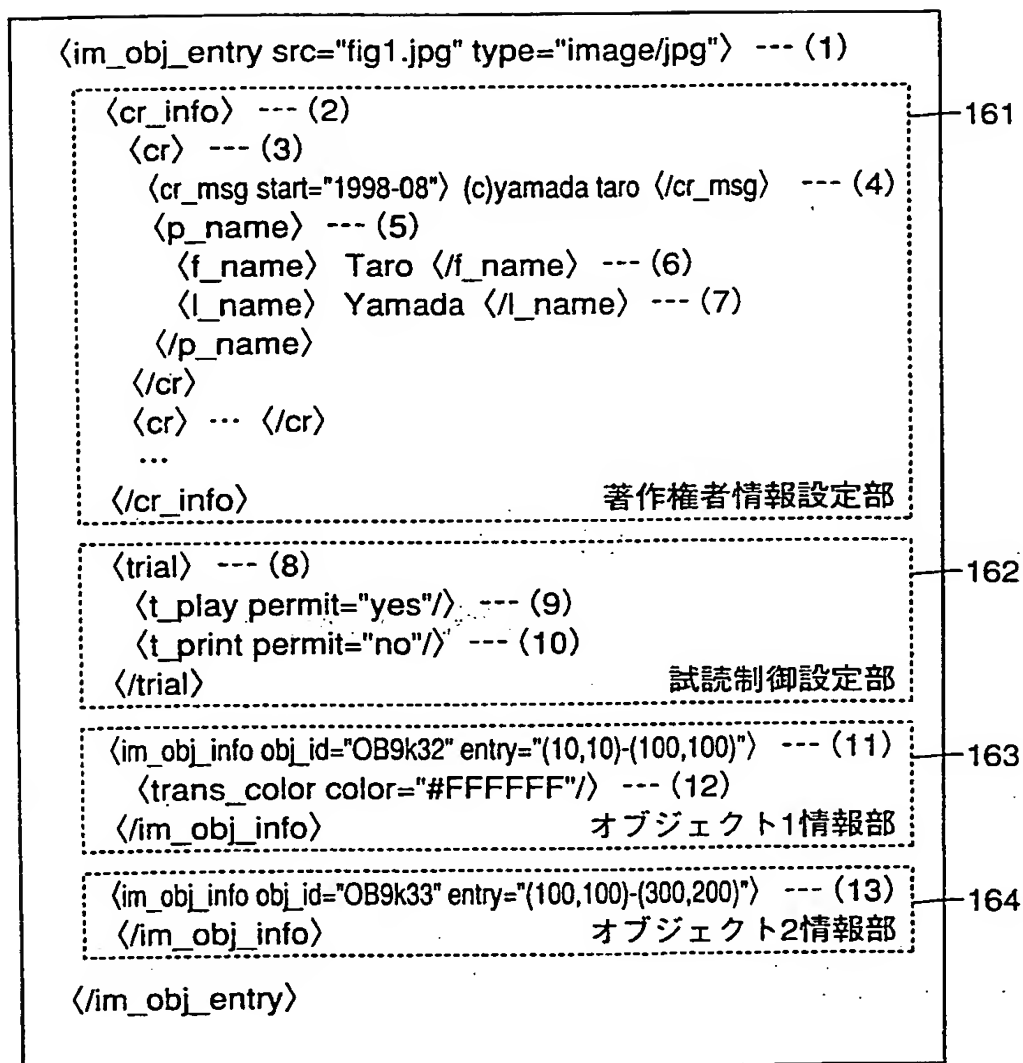 〈im_obj_entry src="fig1.jpg" type="image/jpg"〉 --- (1)
〈cr_info〉 --- (2)
161
〈cr〉 --- (3)
〈cr_msg start="1998-08"〉 (c)yamada taro 〈/cr_msg〉 --- (4)
〈p_name〉 --- (5)
〈f_name〉 Taro 〈/f_name〉 --- (6)
〈l_name〉 Yamada 〈/l_name〉 --- (7)
〈/p_name〉
〈/cr〉
〈cr〉 … 〈/cr〉
…
〈/cr_info〉 著作権者情報設定部
〈trial〉 --- (8)
162
〈t_play permit="yes"/〉 --- (9)
〈t_print permit="no"/〉 --- (10)
〈/trial〉 試読制御設定部
〈im_obj_info obj_id="OB9k32" entry="(10,10)-(100,100)"〉 --- (11)
163
〈trans_color color="#FFFFFF"/〉 --- (12)
〈/im_obj_info〉 オブジェクト1情報部
〈im_obj_info obj_id="OB9k33" entry="(100,100)-(300,200)"〉 --- (13)
164
〈/im_obj_info〉 オブジェクト2情報部
〈/im_obj_entry〉